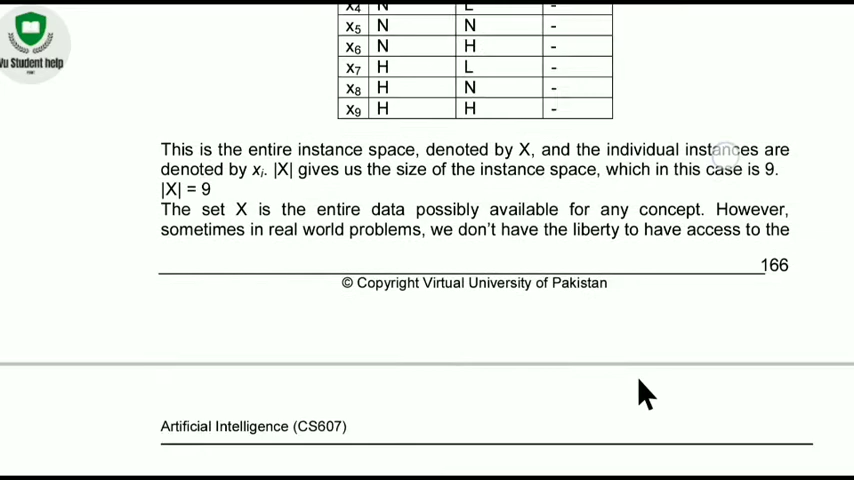 x4 N L -
x5 N N -
x6 N H -
x7 H L -
x8 H N -
x9 H H -
Vu Student help
This is the entire instance space, denoted by X, and the individual instances are
denoted by xi. |X| gives us the size of the instance space, which in this case is 9.
|X| = 9
The set X is the entire data possibly available for any concept. However,
sometimes in real world problems, we don’t have the liberty to have access to the
166
© Copyright Virtual University of Pakistan
Artificial Intelligence (CS607)